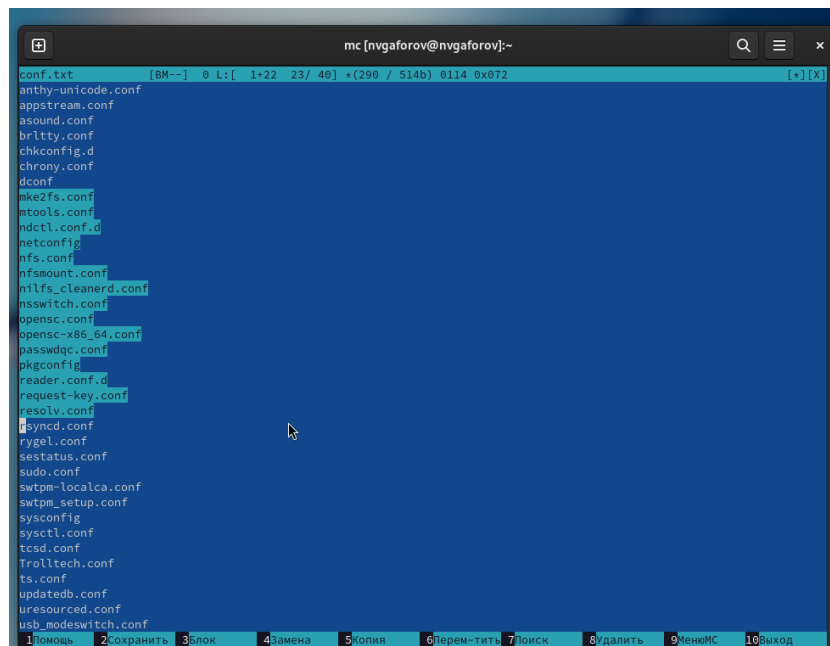 mc [nvgaforov@nvgaforov]:~
conf.txt [BM--] 0 L:[ 1+22 23/ 40] *(290 / 514b) 0114 0x072 [*][X]
anthy-unicode.conf
appstream.conf
asound.conf
brltty.conf
chkconfig.d
chrony.conf
dconf
mke2fs.conf
mtools.conf
ndctl.conf.d
netconfig
nfs.conf
nfsmount.conf
nilfs_cleanerd.conf
nsswitch.conf
opensc.conf
opensc-x86_64.conf
passwdqc.conf
pkgconfig
reader.conf.d
request-key.conf
resolv.conf
rsyncd.conf
rygel.conf
sestatus.conf
sudo.conf
swtpm-localca.conf
swtpm_setup.conf
sysconfig
sysctl.conf
tcsd.conf
Trolltech.conf
ts.conf
updatedb.conf
uresourced.conf
usb_modeswitch.conf
1Помощь 2Сохранить 3Блок 4Замена 5Копия 6Перем~тить 7Поиск 8Удалить 9МенюMC 10Выход